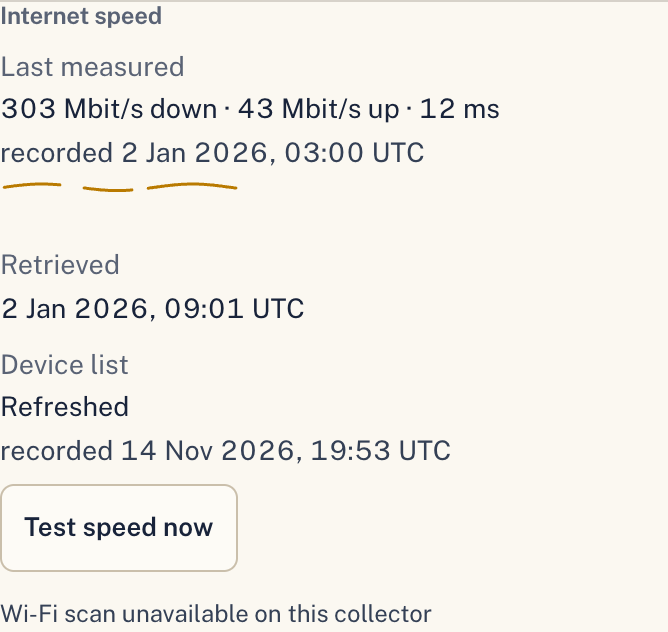 Internet speed
Last measured
303 Mbit/s down · 43 Mbit/s up · 12 ms
recorded 2 Jan 2026, 03:00 UTC
Retrieved
2 Jan 2026, 09:01 UTC
Device list
Refreshed
recorded 14 Nov 2026, 19:53 UTC
Test speed now
Wi-Fi scan unavailable on this collector